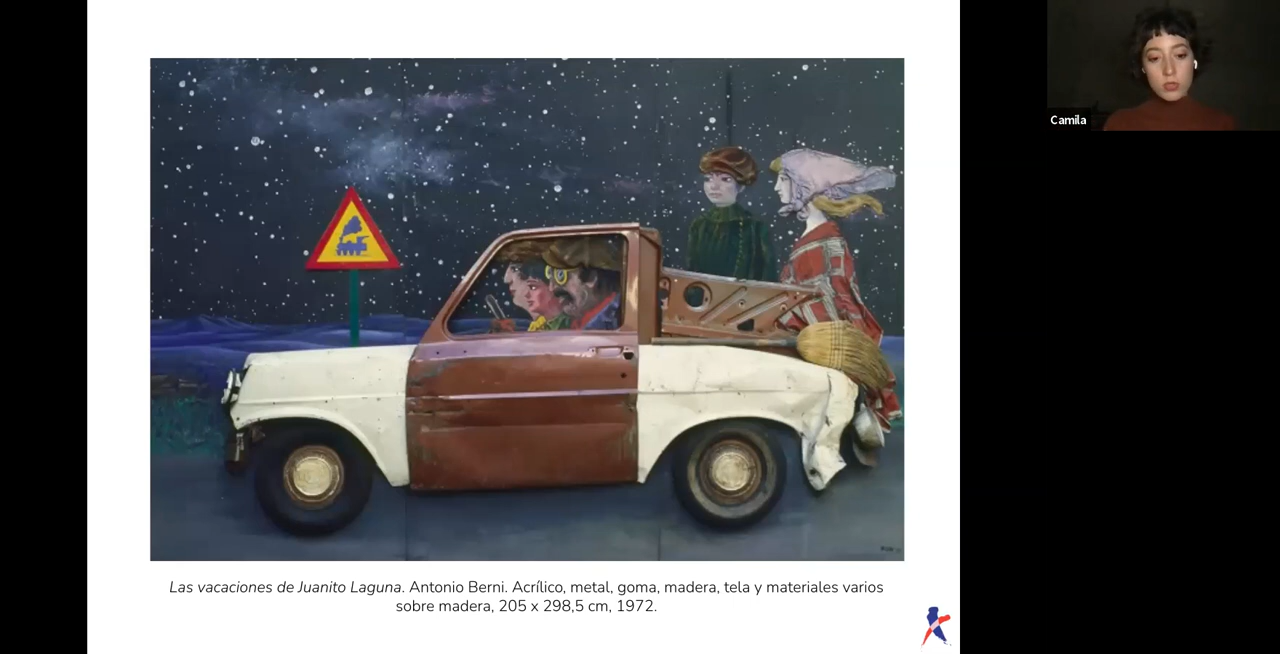 Las vacaciones de Juanito Laguna. Antonio Berni. Acrílico, metal, goma, madera, tela y materiales varios
sobre madera, 205 x 298,5 cm, 1972.
Camila